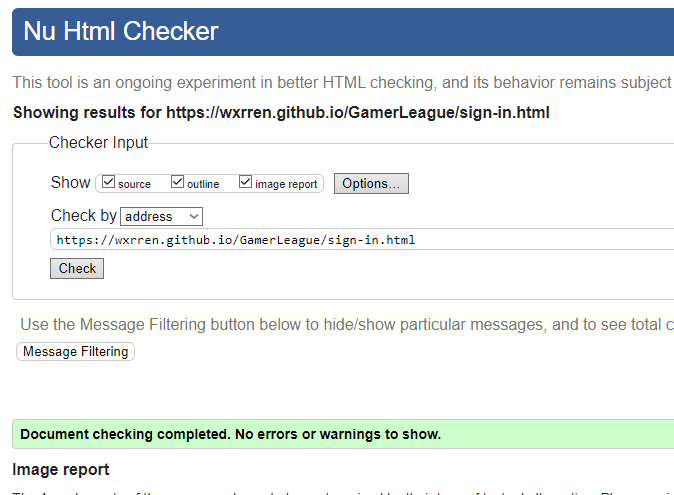 Nu Html Checker
This tool is an ongoing experiment in better HTML checking, and its behavior remains subject
Showing results for https://wxrren.github.io/GamerLeague/sign-in.html
Checker Input
Show source outline image report Options...
Check by address
https://wxrren.github.io/GamerLeague/sign-in.html
Check
Use the Message Filtering button below to hide/show particular messages, and to see total c
Message Filtering
Document checking completed. No errors or warnings to show.
Image report